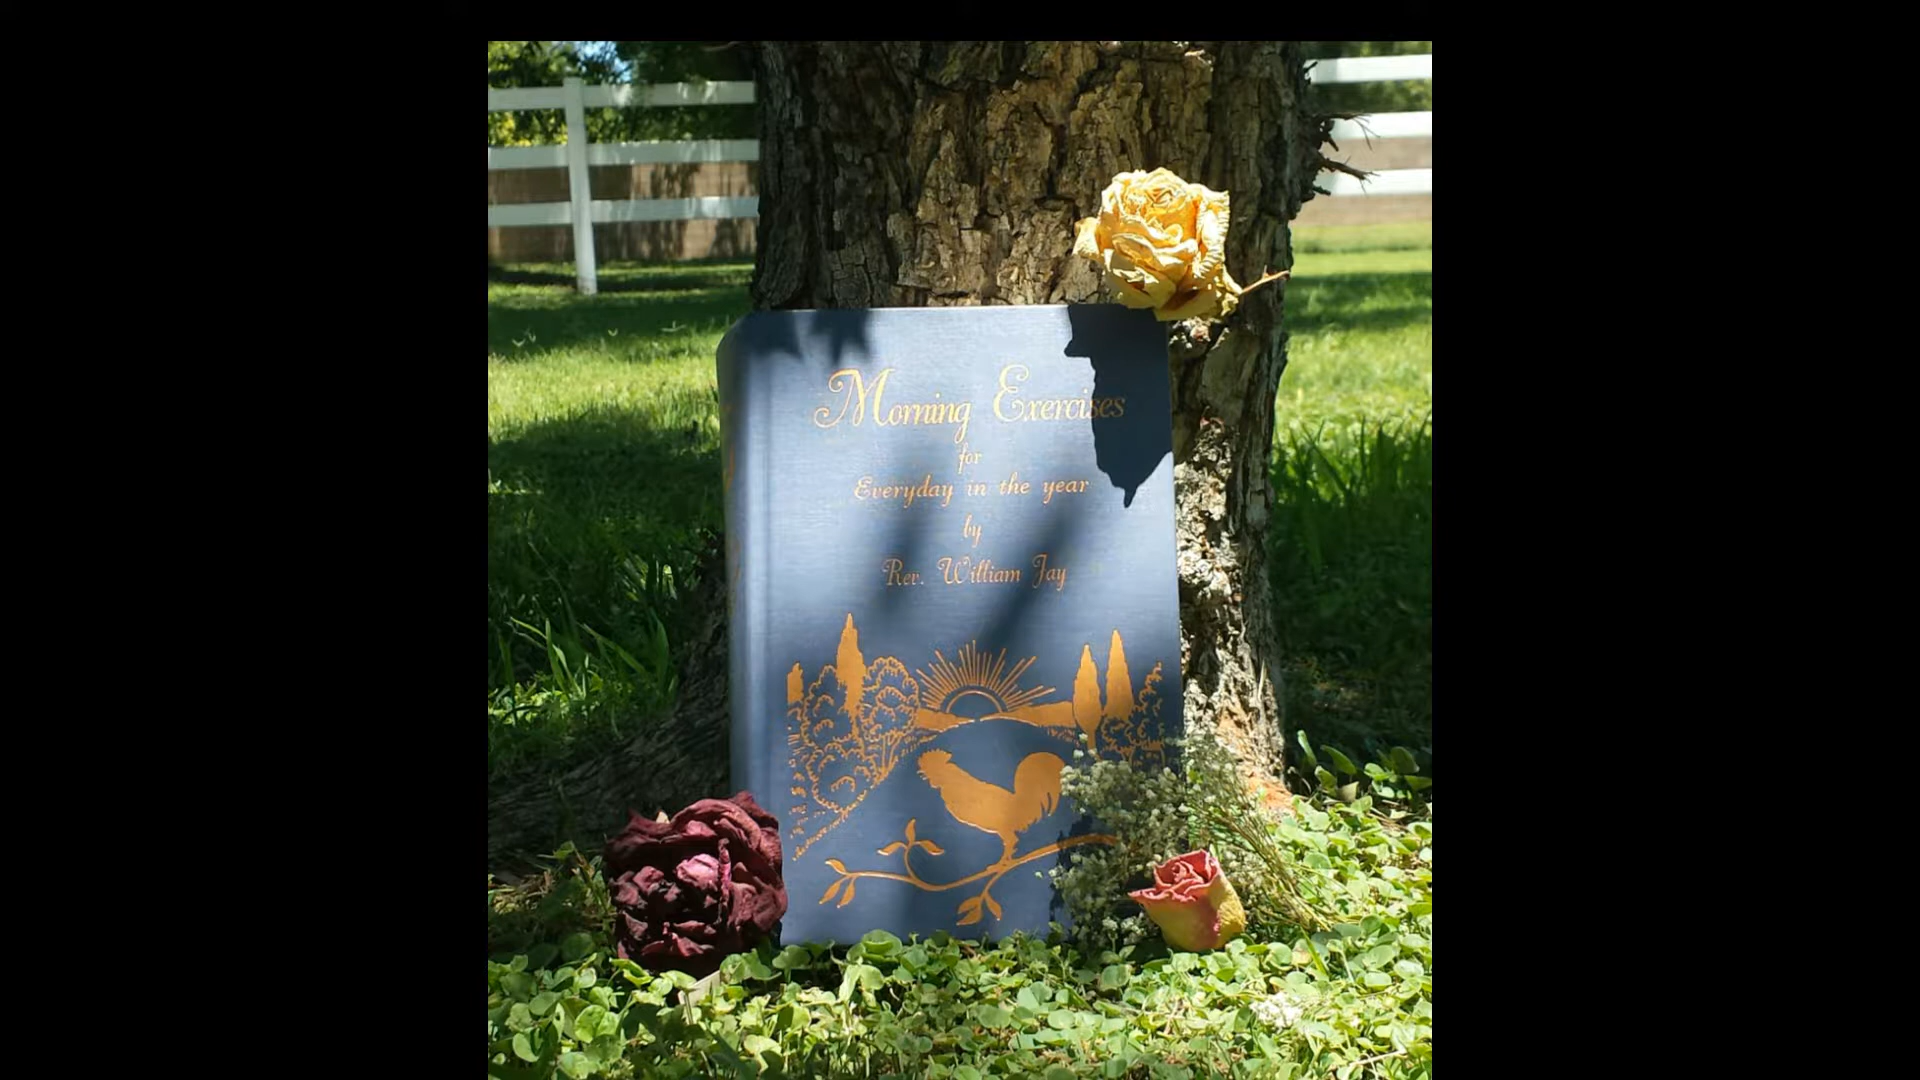 Morning Exercises
for
Everyday in the year
by
Rev. William Jay